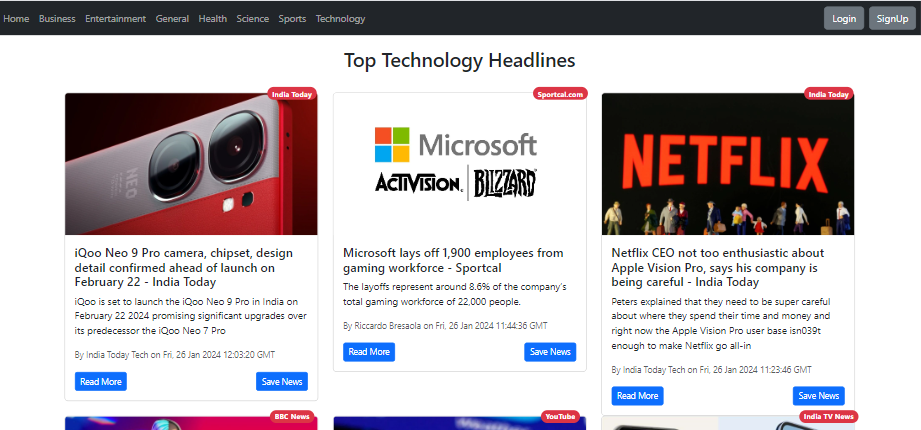 Home Business Entertainment General Health Science Sports Technology Login SignUp
Top Technology Headlines
India Today
NEO
iQoo Neo 9 Pro camera, chipset, design
detail confirmed ahead of launch on
February 22 - India Today
iQoo is set to launch the iQoo Neo 9 Pro in India on
February 22 2024 promising significant upgrades over
its predecessor the iQoo Neo 7 Pro
By India Today Tech on Fri, 26 Jan 2024 12:03:20 GMT
Read More Save News
Sportcal.com
Microsoft
ACTIVISION. BLIZZARD
Microsoft lays off 1,900 employees from
gaming workforce - Sportcal
The layoffs represent around 8.6% of the company's
total gaming workforce of 22,000 people.
By Riccardo Bresaola on Fri, 26 Jan 2024 11:44:36 GMT
Read More Save News
India Today
NETFLIX
Netflix CEO not too enthusiastic about
Apple Vision Pro, says his company is
being careful - India Today
Peters explained that they need to be super careful
about where they spend their time and money and
right now the Apple Vision Pro user base isn039t
enough to make Netflix go all-in
By India Today Tech on Fri, 26 Jan 2024 11:23:46 GMT
Read More Save News
BBC News
YouTube
India TV News